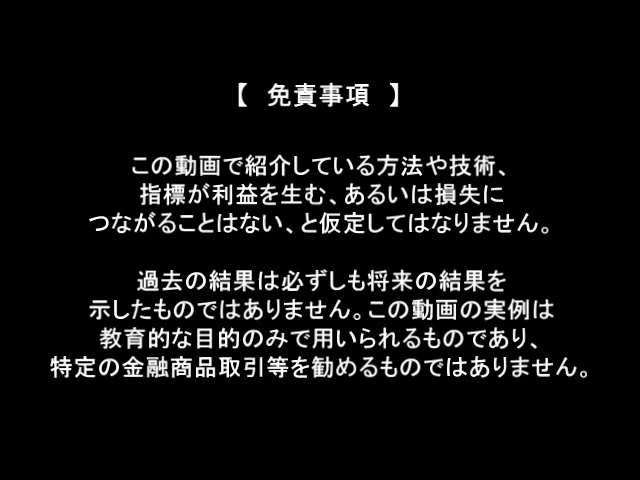 【　免責事項　】
この動画で紹介している方法や技術、
指標が利益を生む、あるいは損失に
つながることはない、と仮定してはなりません。
過去の結果は必ずしも将来の結果を
示したものではありません。この動画の実例は
教育的な目的のみで用いられるものであり、
特定の金融商品取引等を勧めるものではありません。